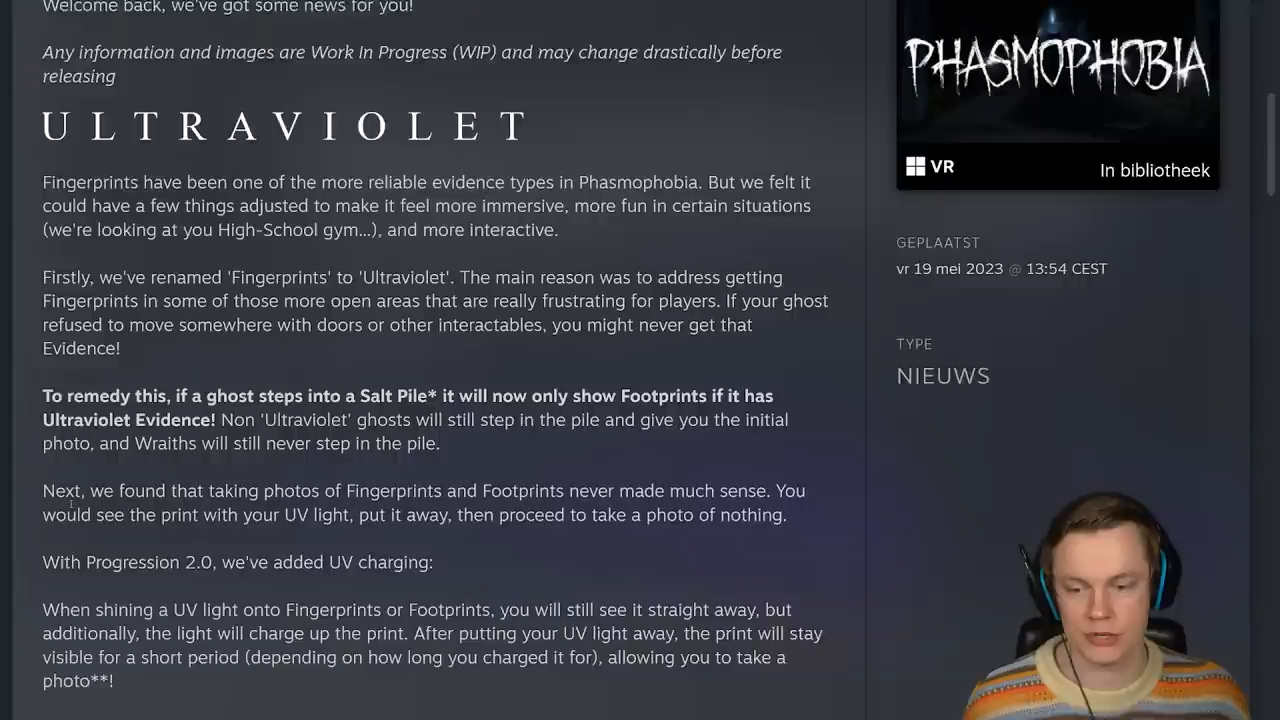 Welcome back, we've got some news for you!
Any information and images are Work In Progress (WIP) and may change drastically before
releasing
ULTRAVIOLET
Fingerprints have been one of the more reliable evidence types in Phasmophobia. But we felt it
could have a few things adjusted to make it feel more immersive, more fun in certain situations
(we're looking at you High-School gym...), and more interactive.
Firstly, we've renamed 'Fingerprints' to 'Ultraviolet'. The main reason was to address getting
Fingerprints in some of those more open areas that are really frustrating for players. If your ghost
refused to move somewhere with doors or other interactables, you might never get that
Evidence!
To remedy this, if a ghost steps into a Salt Pile* it will now only show Footprints if it has
Ultraviolet Evidence! Non 'Ultraviolet' ghosts will still step in the pile and give you the initial
photo, and Wraiths will still never step in the pile.
Next, we found that taking photos of Fingerprints and Footprints never made much sense. You
would see the print with your UV light, put it away, then proceed to take a photo of nothing.
With Progression 2.0, we've added UV charging:
When shining a UV light onto Fingerprints or Footprints, you will still see it straight away, but
additionally, the light will charge up the print. After putting your UV light away, the print will stay
visible for a short period (depending on how long you charged it for), allowing you to take a
photo**!
PHASMOPHOBIA
VR
In bibliotheek
GEPLAATST
vr 19 mei 2023 @ 13:54 CEST
TYPE
NIEUWS